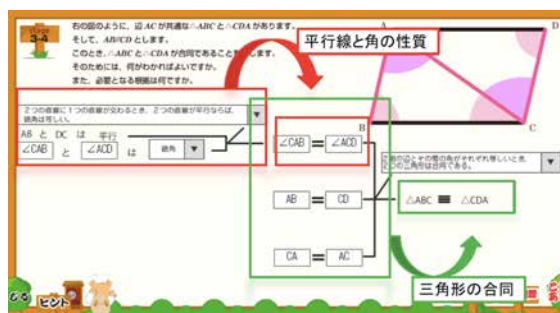 stage
3-4
右の図のように、辺ACが共通な△ABCと△CDAがあります。
そして、AB//CDとします。
このとき、△ABCと△CDAが合同であることを
します。
そのためには、何がわかればよいですか。
また、必要となる根拠は何ですか。
平行線と角の性質
A
D
B
C
2つの直線に1つの直線が交わるとき、2つの直線が平行ならば、
錯角は等しい。
AB と DC は 平行
∠CAB と ∠ACD は 錯角 ▼
∠CAB = ∠ACD
AB = CD
CA = AC
辺とその間の角がそれぞれ等しいとき、
2つの三角形は合同である。
△ABC ≡ △CDA
三角形の合同
ヒント